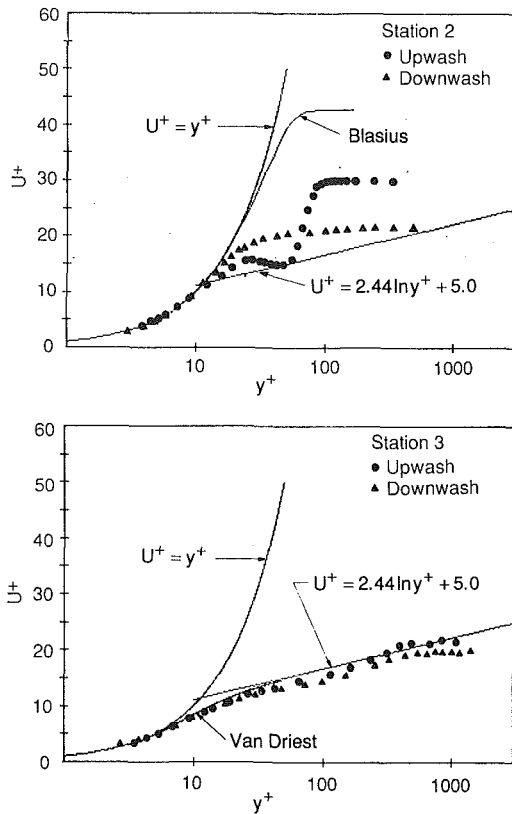 60
Station 2
● Upwash
▲ Downwash
50
U⁺ = y⁺
Blasius
40
U⁺
30
20
U⁺ = 2.44lny⁺ + 5.0
10
0
10 100 1000
y⁺
60
Station 3
● Upwash
▲ Downwash
50
U⁺ = y⁺
40
U⁺ = 2.44lny⁺ + 5.0
U⁺
30
20
10
Van Driest
0
10 100 1000
y⁺